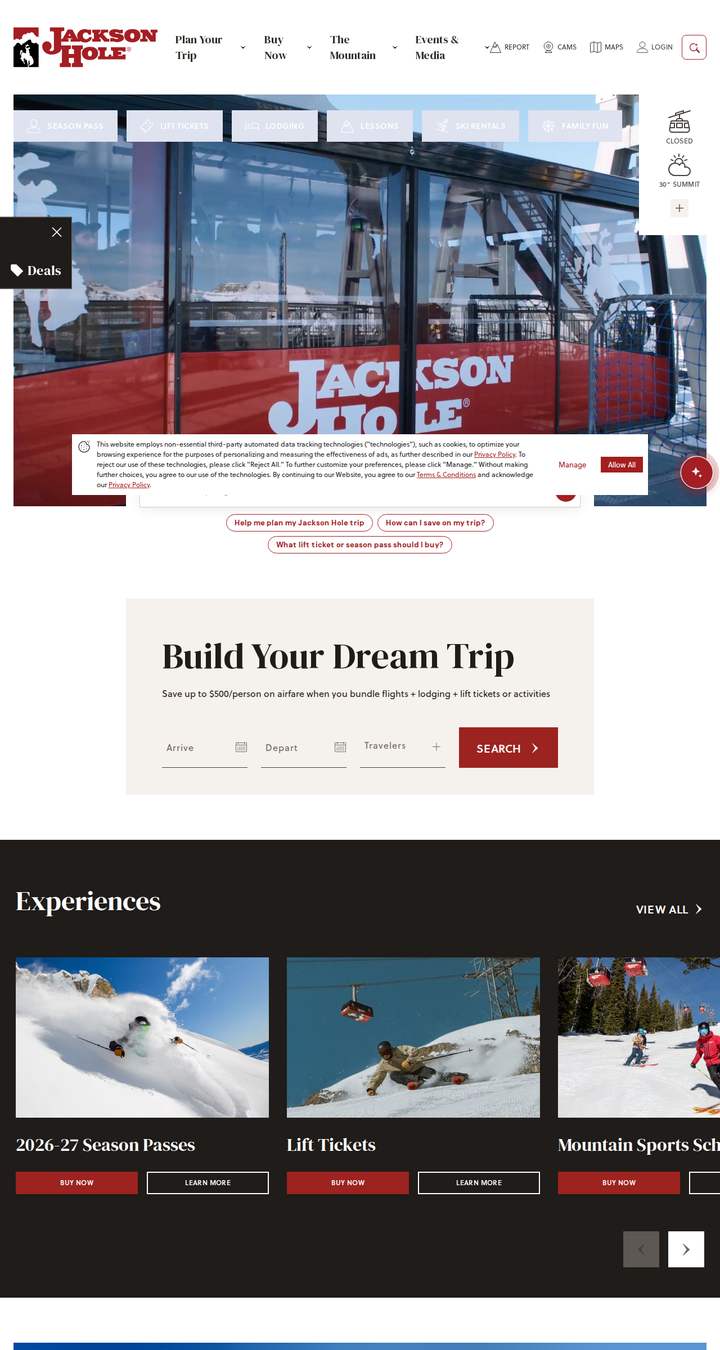 JACKSON HOLE®
Plan Your Trip
Buy Now
The Mountain
Events & Media
REPORT
CAMS
MAPS
LOGIN
SEASON PASS
LIFT TICKETS
LODGING
LESSONS
SKI RENTALS
FAMILY FUN
CLOSED
30° SUMMIT
Deals
JACKSON
HOLE®
This website employs non-essential third-party automated data tracking technologies ("technologies"), such as cookies, to optimize your
browsing experience for the purposes of personalizing and measuring the effectiveness of ads, as further described in our Privacy Policy. To
reject our use of these technologies, please click "Reject All." To further customize your preferences, please click "Manage." Without making
further choices, you agree to our use of these technologies. By continuing to our Website, you agree to our Terms & Conditions and acknowledge
our Privacy Policy.
Manage
Allow All
Help me plan my Jackson Hole trip
How can I save on my trip?
What lift ticket or season pass should I buy?
Build Your Dream Trip
Save up to $500/person on airfare when you bundle flights + lodging + lift tickets or activities
Arrive
Depart
Travelers
SEARCH
Experiences
VIEW ALL
2026-27 Season Passes
Lift Tickets
Mountain Sports Sch
BUY NOW
LEARN MORE
BUY NOW
LEARN MORE
BUY NOW